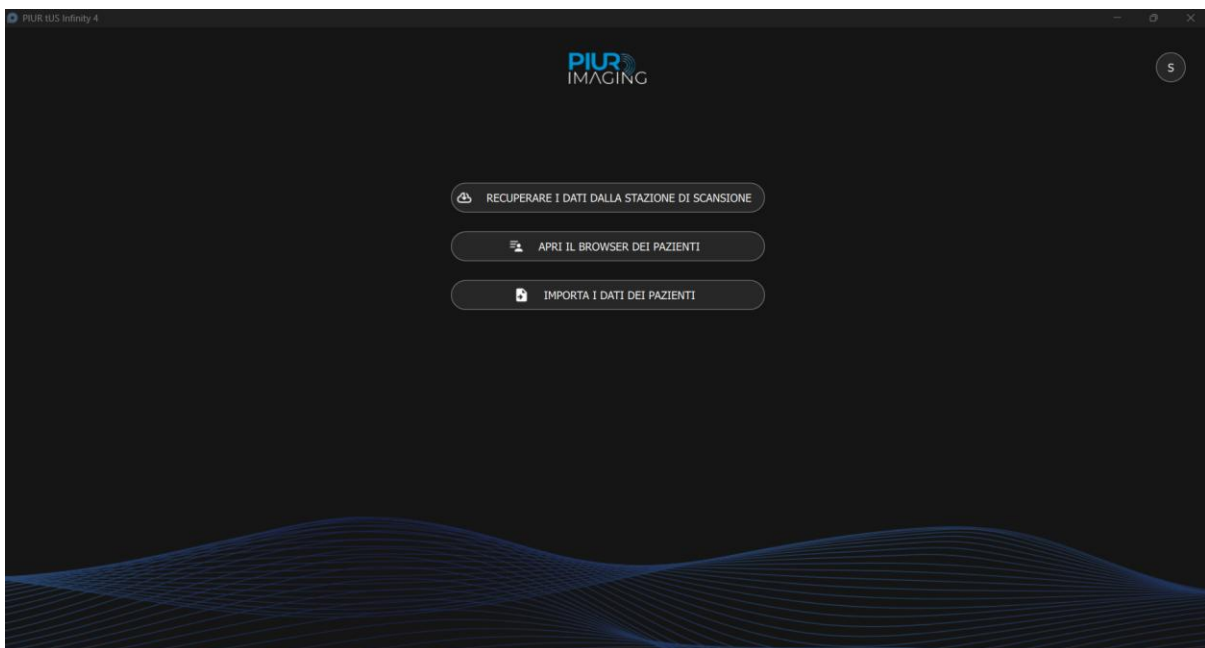 PIUR tUS Infinity 4
PIUR
IMAGING
S
RECUPERARE I DATI DALLA STAZIONE DI SCANSIONE
APRI IL BROWSER DEI PAZIENTI
IMPORTA I DATI DEI PAZIENTI